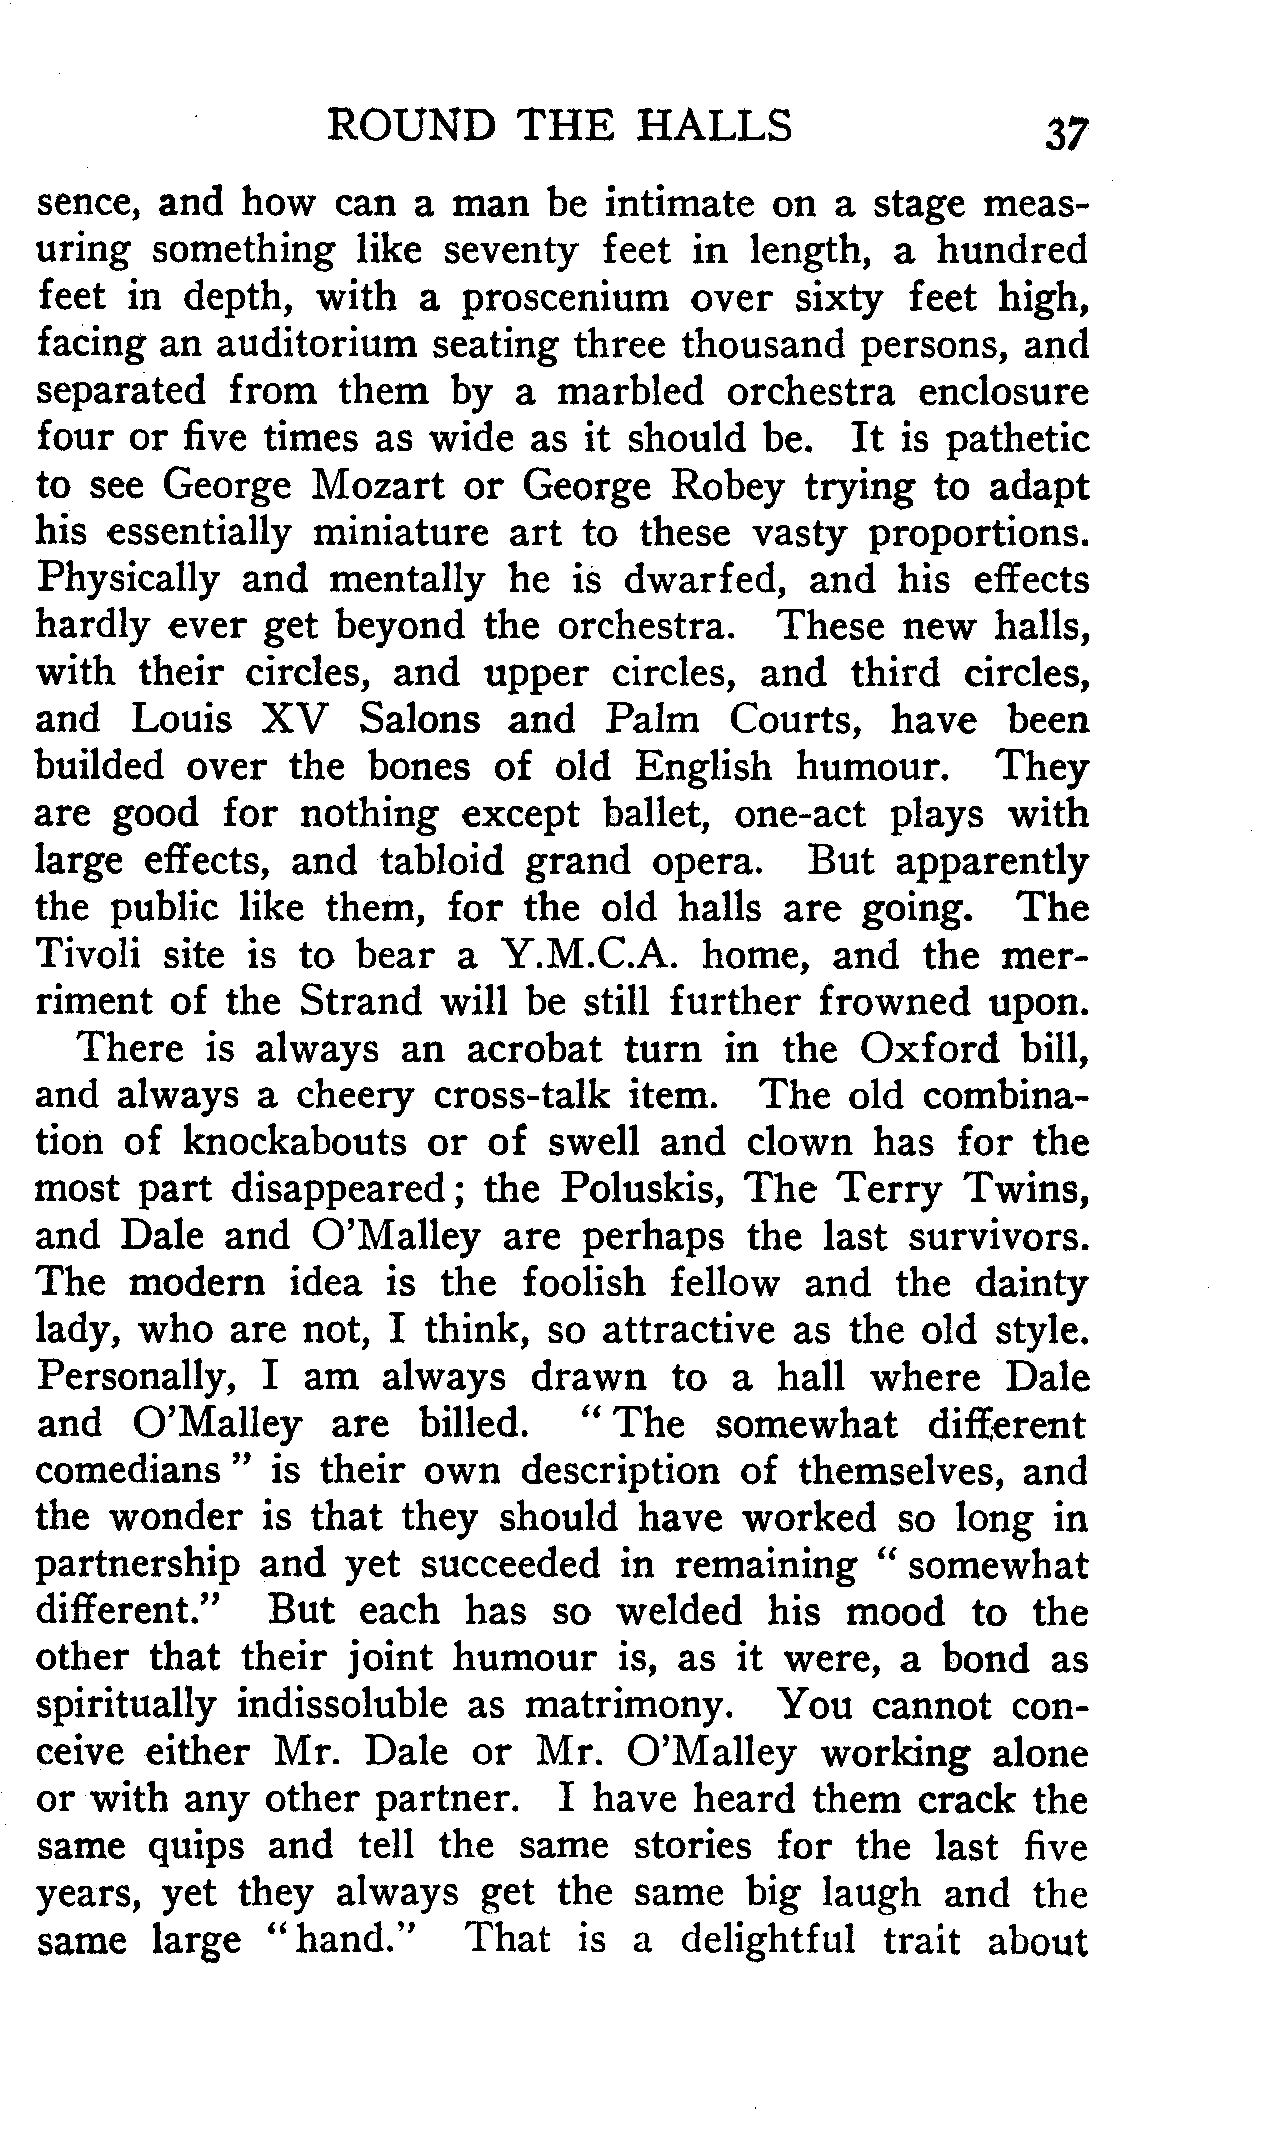 ROUND THE HALLS 37
sence, and how can a man be intimate on a stage meas-
uring something like seventy feet in length, a hundred
feet in depth, with a proscenium over sixty feet high,
facing an auditorium seating three thousand persons, and
separated from them by a marbled orchestra enclosure
four or five times as wide as it should be. It is pathetic
to see George Mozart or George Robey trying to adapt
his essentially miniature art to these vasty proportions.
Physically and mentally he is dwarfed, and his effects
hardly ever get beyond the orchestra. These new halls,
with their circles, and upper circles, and third circles,
and Louis XV Salons and Palm Courts, have been
builded over the bones of old English humour. They
are good for nothing except ballet, one-act plays with
large effects, and tabloid grand opera. But apparently
the public like them, for the old halls are going. The
Tivoli site is to bear a Y.M.C.A. home, and the mer-
riment of the Strand will be still further frowned upon.
There is always an acrobat turn in the Oxford bill,
and always a cheery cross-talk item. The old combina-
tion of knockabouts or of swell and clown has for the
most part disappeared; the Poluskis, The Terry Twins,
and Dale and O'Malley are perhaps the last survivors.
The modern idea is the foolish fellow and the dainty
lady, who are not, I think, so attractive as the old style.
Personally, I am always drawn to a hall where Dale
and O'Malley are billed. "The somewhat different
comedians" is their own description of themselves, and
the wonder is that they should have worked so long in
partnership and yet succeeded in remaining "somewhat
different." But each has so welded his mood to the
other that their joint humour is, as it were, a bond as
spiritually indissoluble as matrimony. You cannot con-
ceive either Mr. Dale or Mr. O'Malley working alone
or with any other partner. I have heard them crack the
same quips and tell the same stories for the last five
years, yet they always get the same big laugh and the
same large "hand." That is a delightful trait about